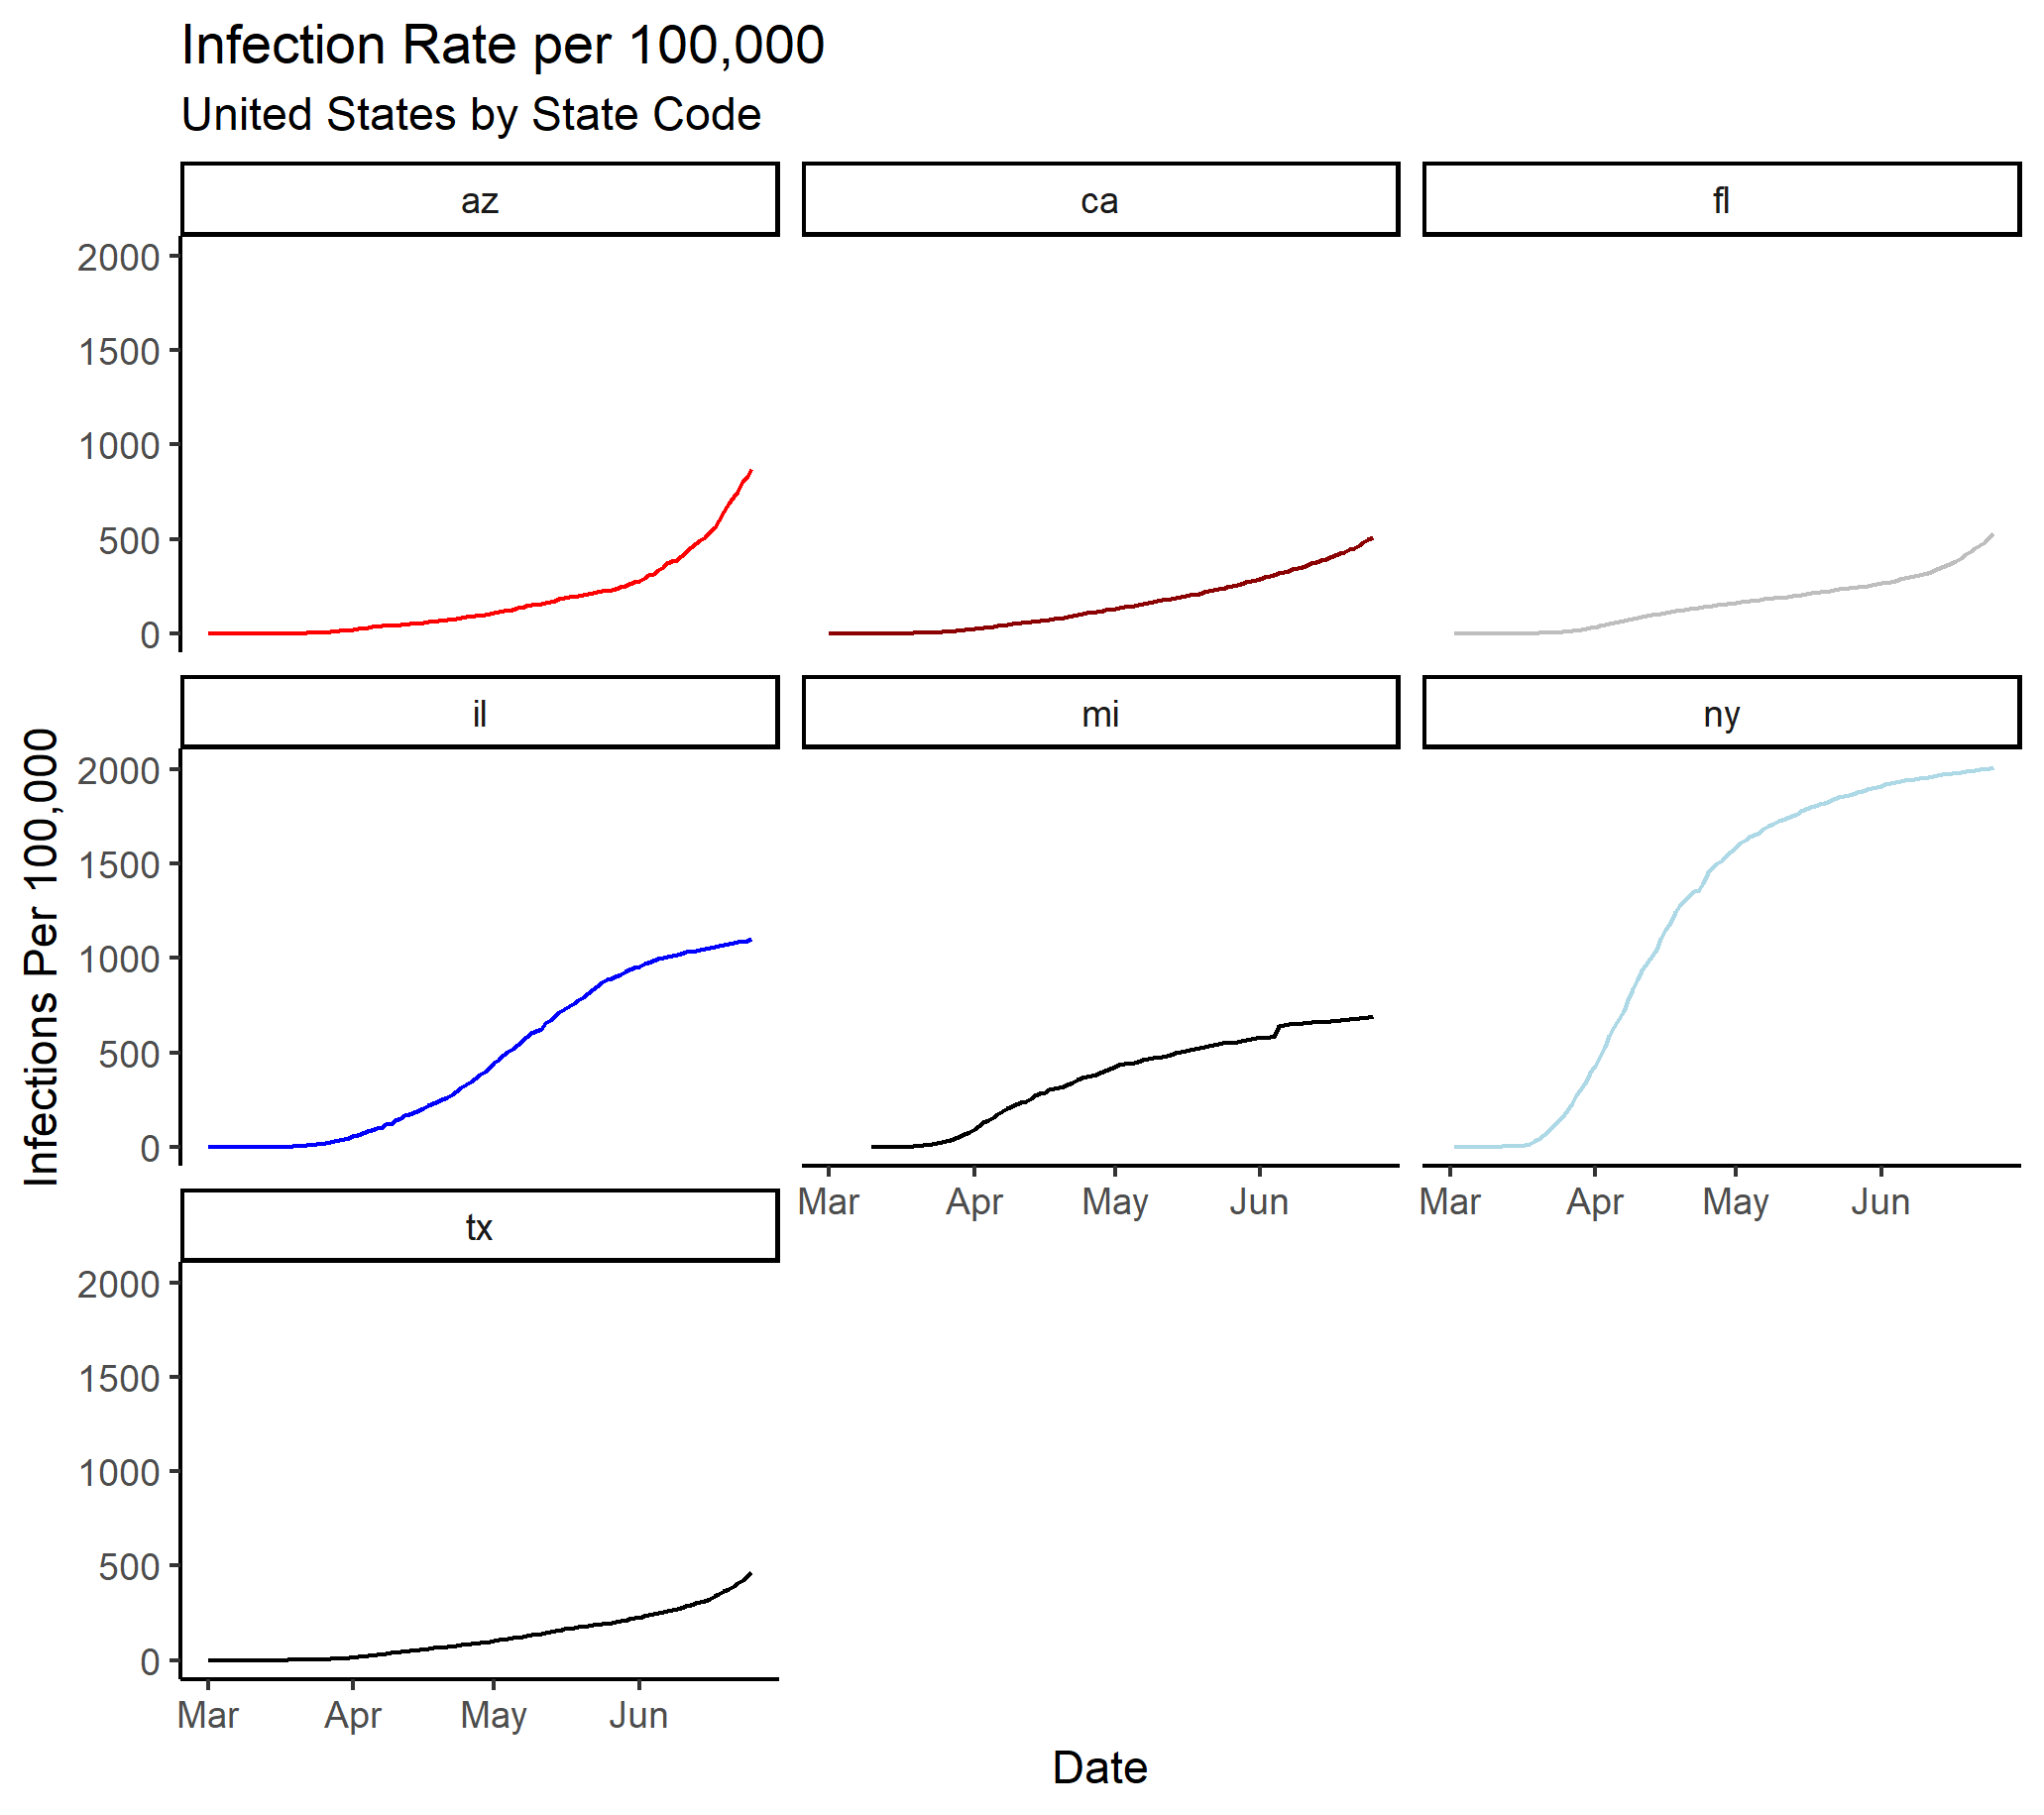 Infection Rate per 100,000
United States by State Code
az
ca
fl
2000
1500
1000
500
0
il
mi
ny
Infections Per 100,000
2000
1500
1000
500
0
Mar Apr May Jun
Mar Apr May Jun
tx
2000
1500
1000
500
0
Mar Apr May Jun
Date